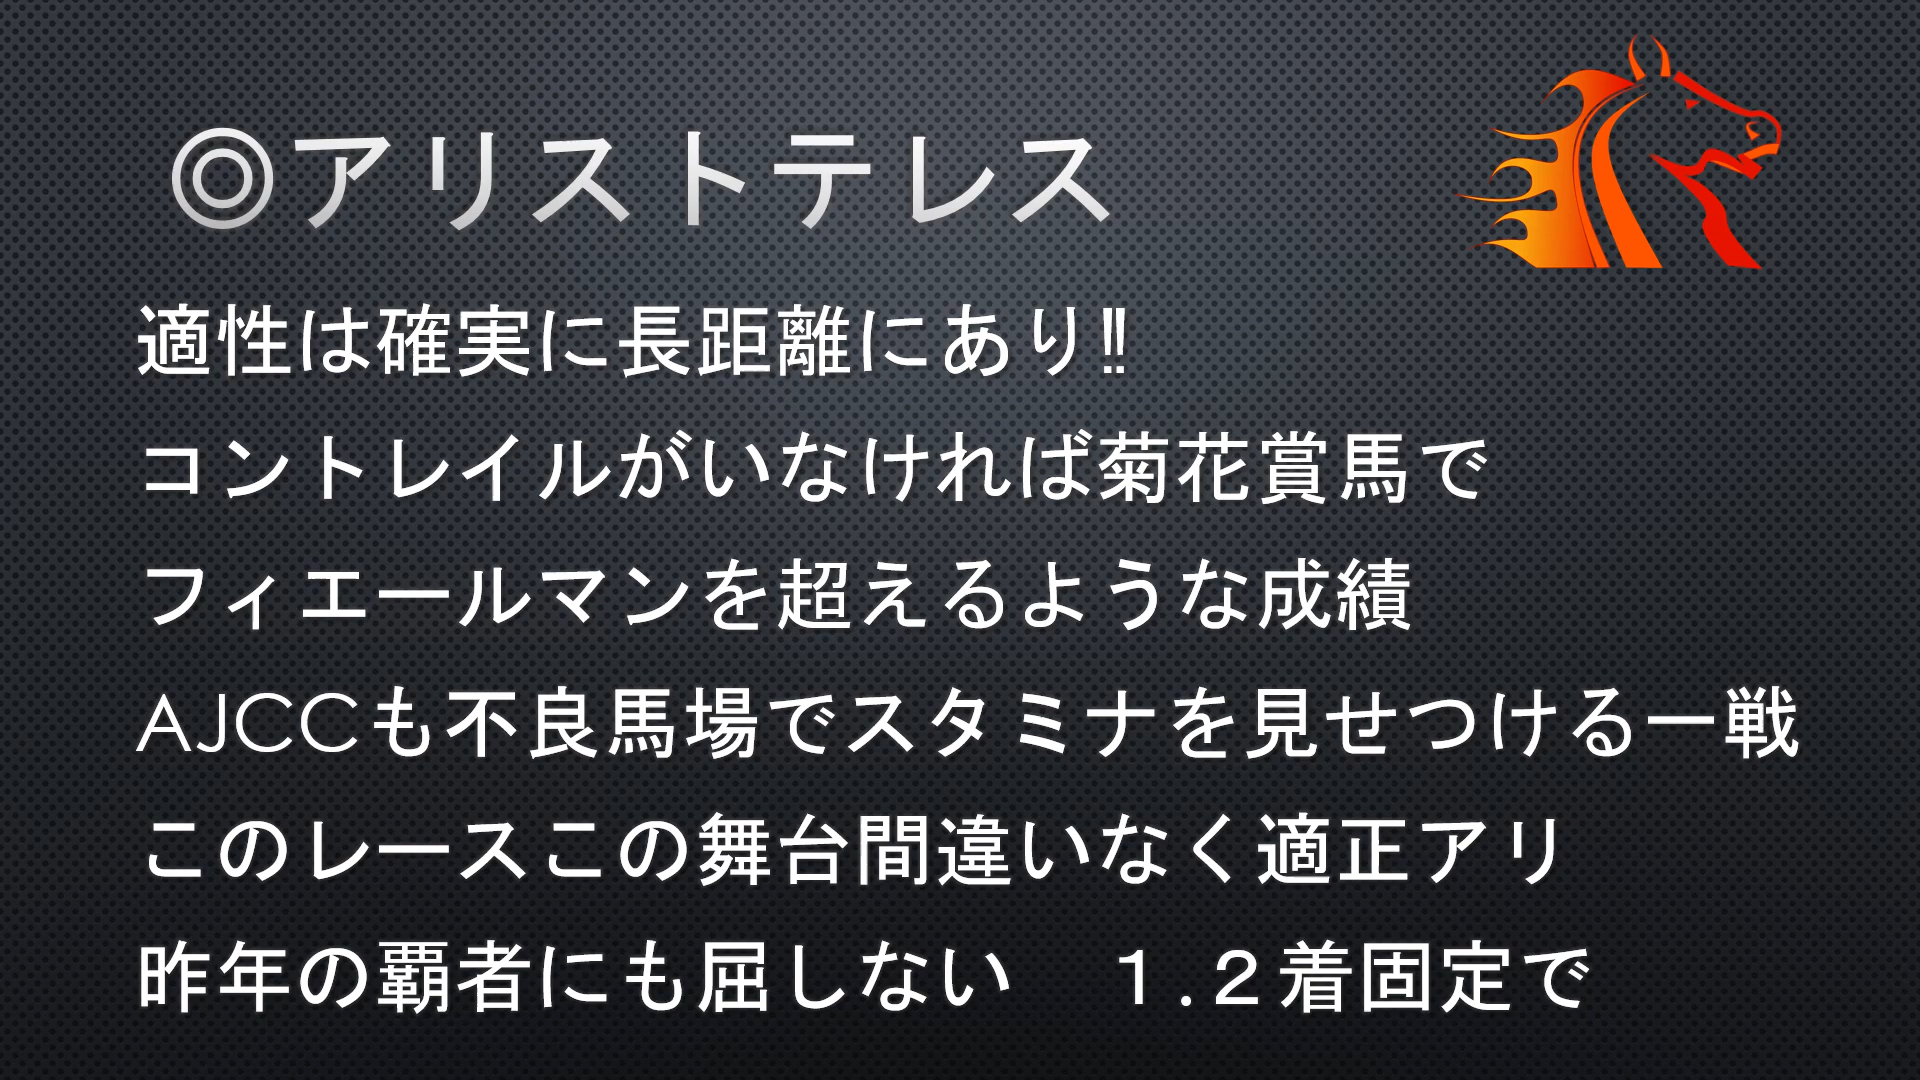 ◎アリストテレス
適性は確実に長距離にあり‼
コントレイルがいなければ菊花賞馬で
フィエールマンを超えるような成績
AJCCも不良馬場でスタミナを見せつける一戦
このレースこの舞台間違いなく適正アリ
昨年の覇者にも屈しない　１.２着固定で